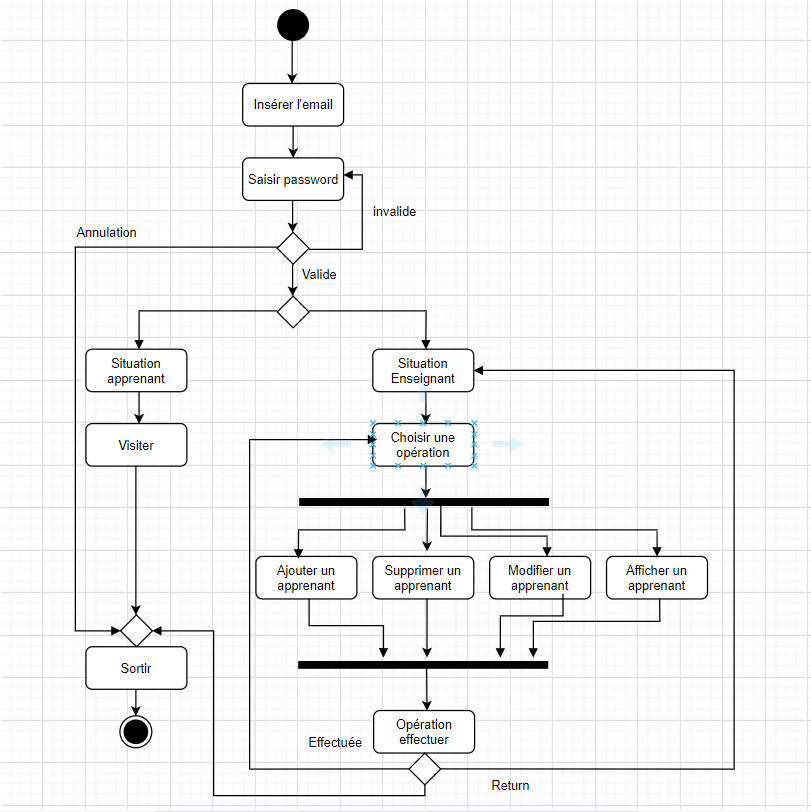 Insérer l'email
Saisir password
invalide
Annulation
Valide
Situation
apprenant
Situation
Enseignant
Visiter
Choisir une
opération
Ajouter un
apprenant
Supprimer un
apprenant
Modifier un
apprenant
Afficher un
apprenant
Sortir
Opération
effectuer
Effectuée
Return